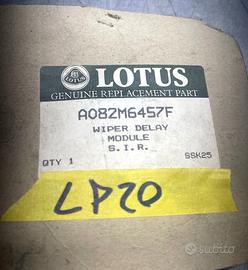 LOTUS
GENUINE REPLACEMENT PART
A082M6457F
WIPER DELAY
MODULE
S.I.R.
QTY 1
SSK25
LP20
subito